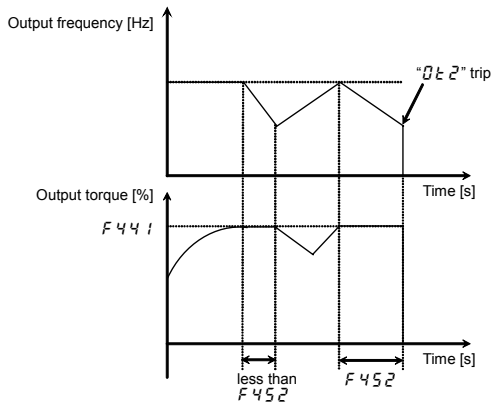 Output frequency [Hz]
“Ot2” trip
Time [s]
Output torque [%]
F441
Time [s]
less than
F452
F452